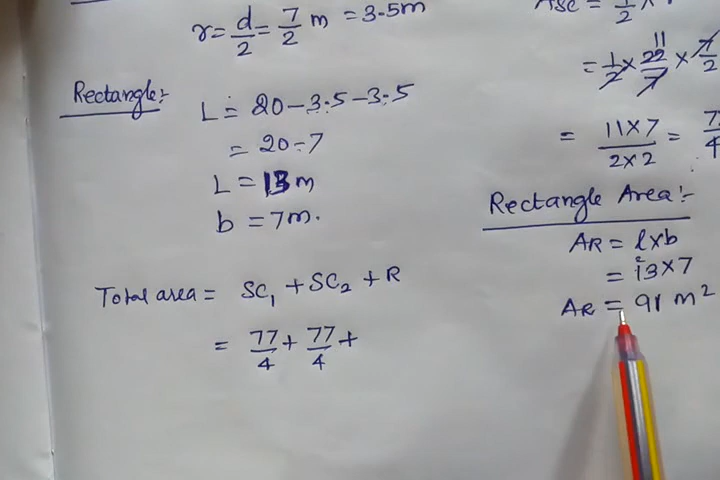 r = d/2 = 7/2 m = 3.5m
Rectangle:-
L = 20 - 3.5 - 3.5
= 20 - 7
L = 13 m
b = 7m.
Total area = SC₁ + SC₂ + R
= 77/4 + 77/4 +
= 1/2 × 22/7 × 7/2
11
= 11×7/2×2 =
Rectangle Area:-
AR = l×b
= 13×7
AR = 91 m²